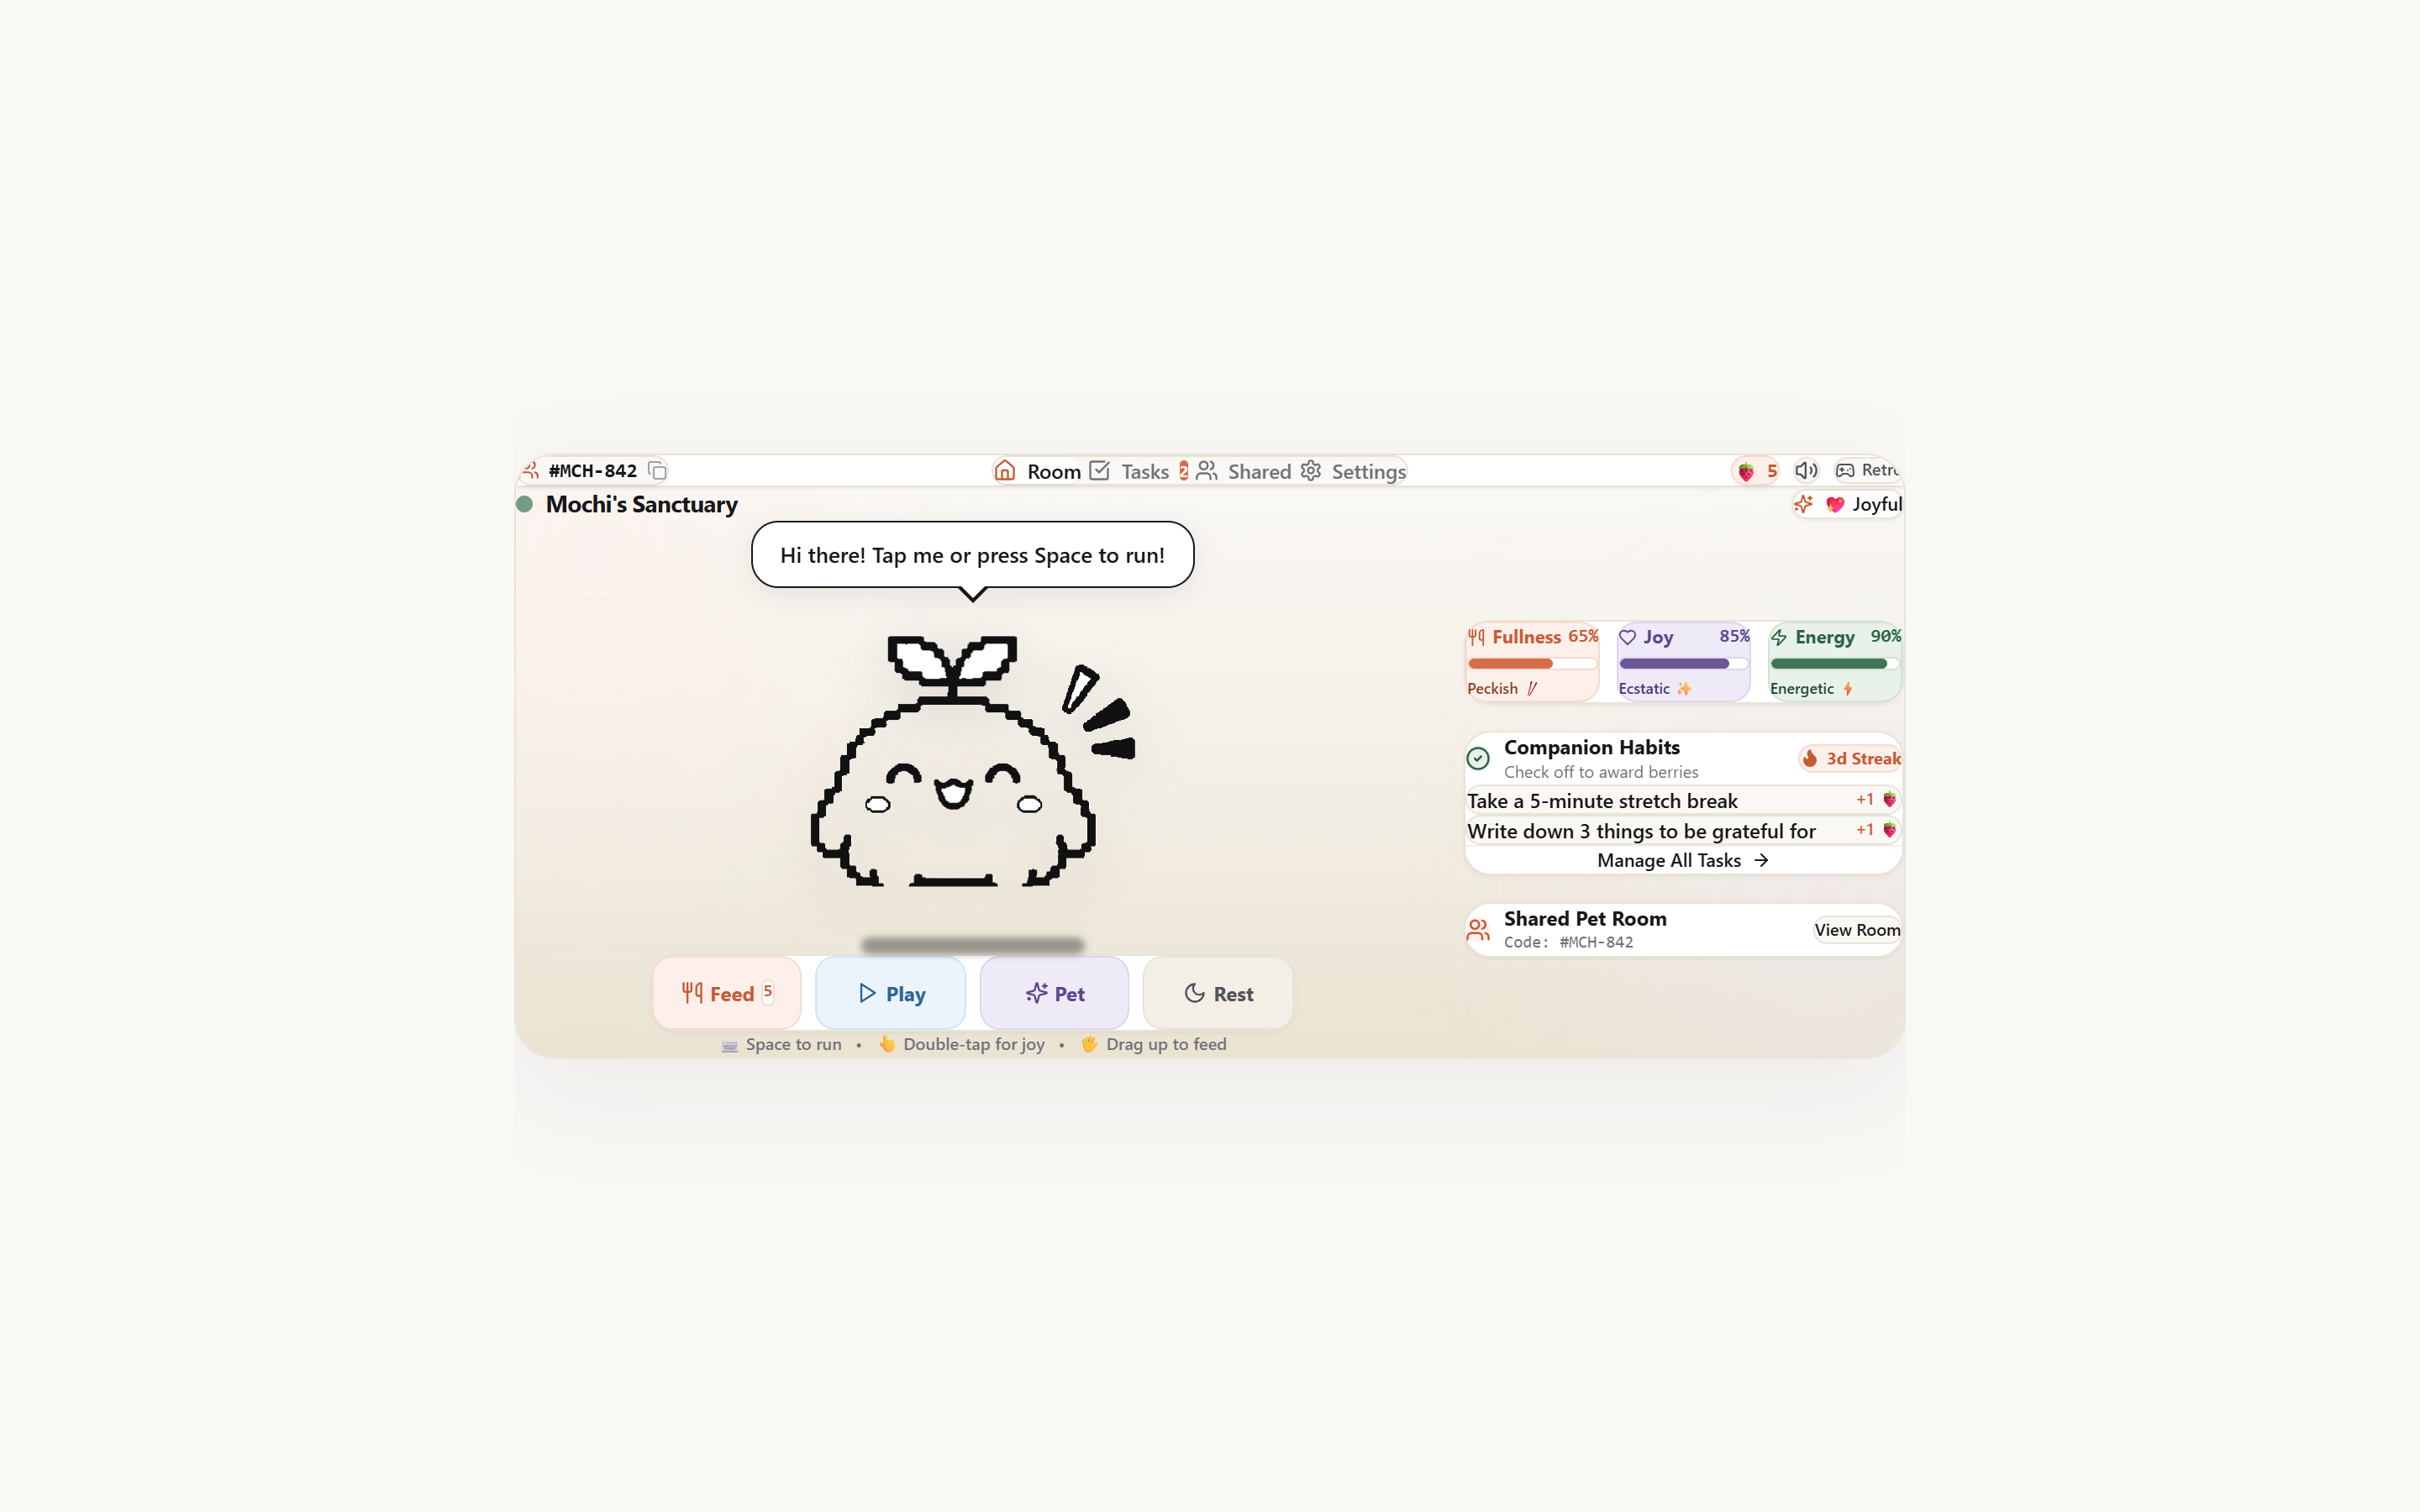 #MCH-842
Room Tasks 2 Shared Settings
5
Retro
Mochi's Sanctuary
Joyful
Hi there! Tap me or press Space to run!
Fullness 65%
Peckish
Joy 85%
Ecstatic
Energy 90%
Energetic
Companion Habits
Check off to award berries
3d Streak
Take a 5-minute stretch break +1
Write down 3 things to be grateful for +1
Manage All Tasks →
Shared Pet Room
Code: #MCH-842
View Room
Feed 5
Play
Pet
Rest
Space to run • Double-tap for joy • Drag up to feed